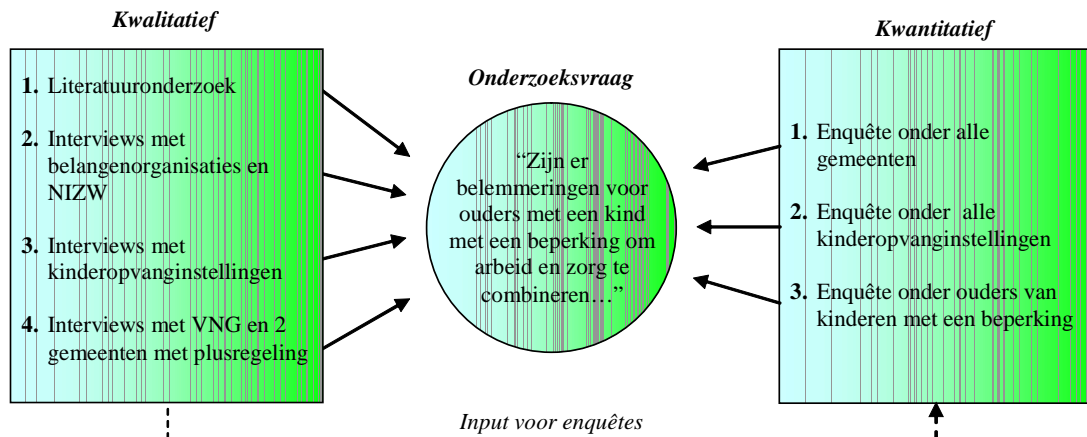 Kwalitatief
1. Literatuuronderzoek
2. Interviews met
belangenorganisaties en
NIZW
3. Interviews met
kinderopvanginstellingen
4. Interviews met VNG en 2
gemeenten met plusregeling
Onderzoeksvraag
“Zijn er
belemmeringen voor
ouders met een kind
met een beperking om
arbeid en zorg te
combineren…”
Input voor enquêtes
Kwantitatief
1. Enquête onder alle
gemeenten
2. Enquête onder alle
kinderopvanginstellingen
3. Enquête onder ouders van
kinderen met een beperking